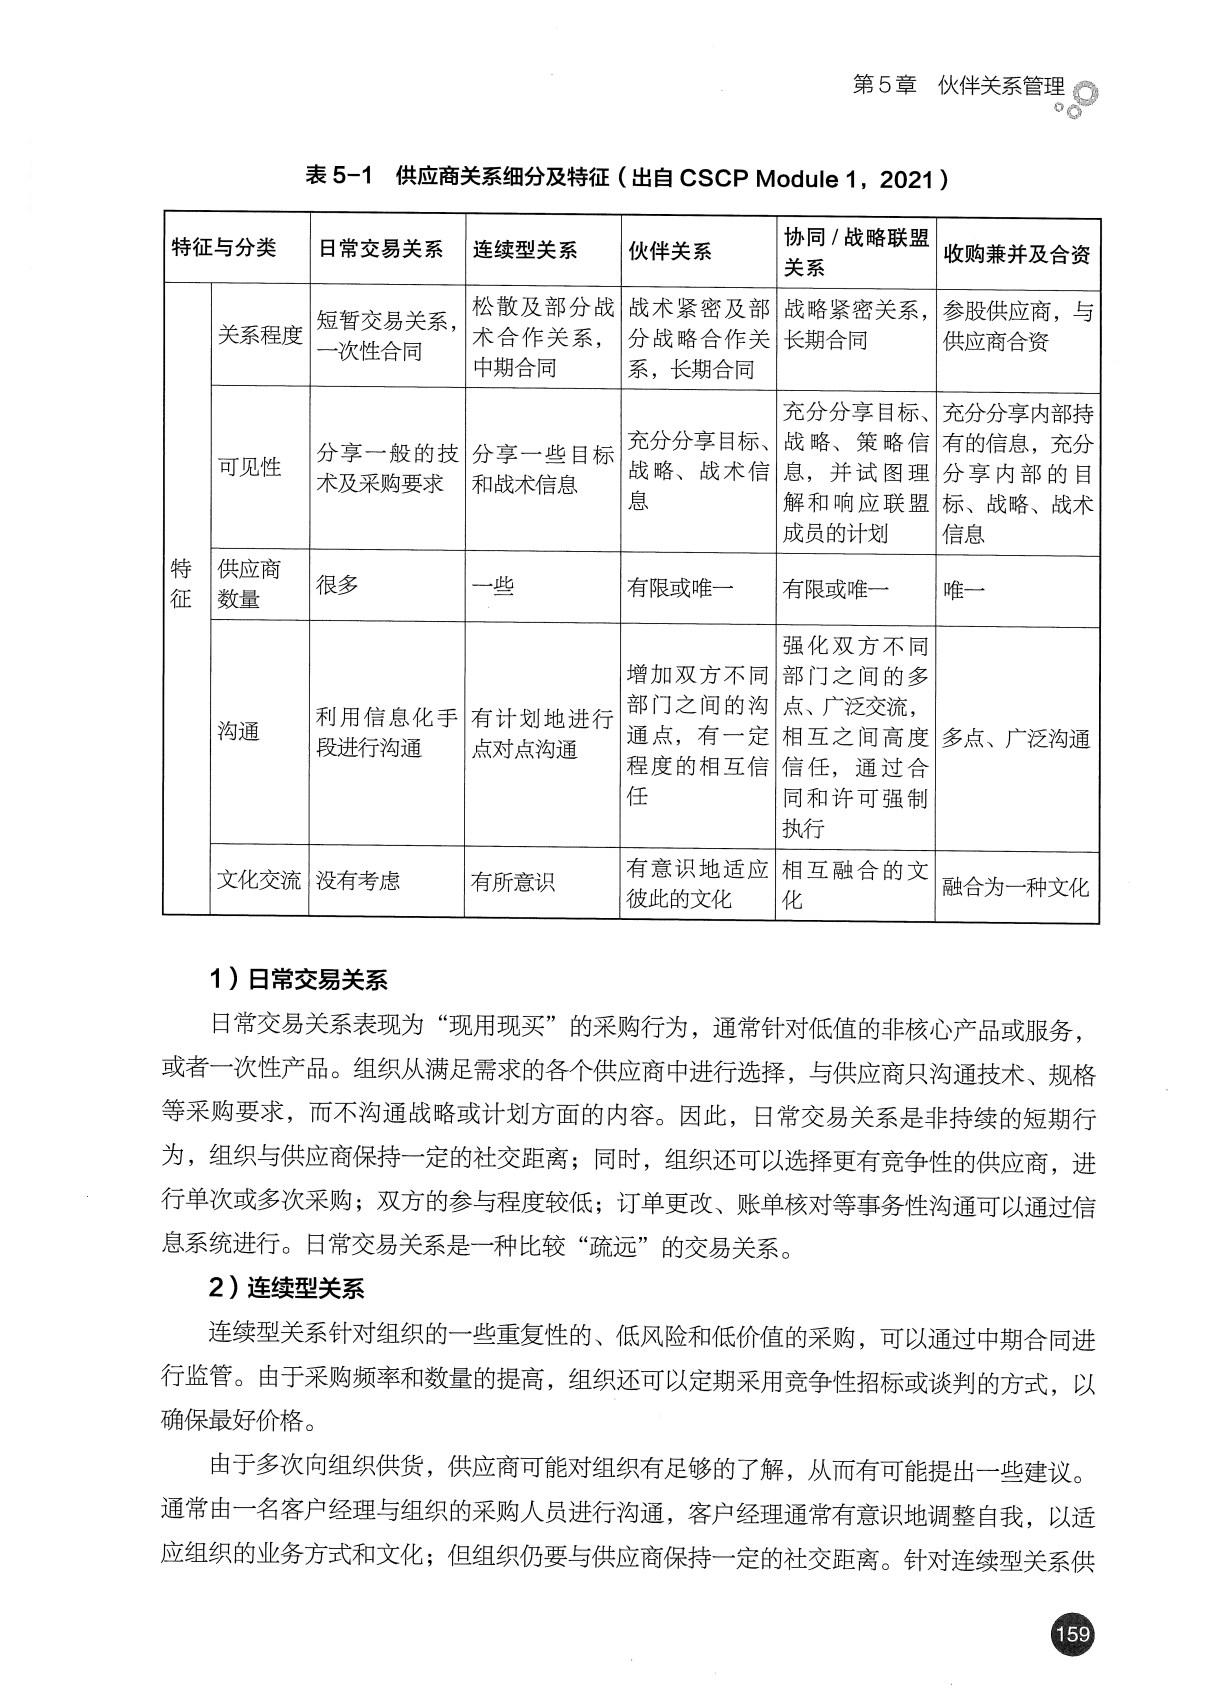 第5章 伙伴关系管理
表 5-1 供应商关系细分及特征（出自 CSCP Module 1，2021）
特征与分类
日常交易关系
连续型关系
伙伴关系
协同 / 战略联盟
关系
收购兼并及合资
特
征
关系程度
短暂交易关系，
一次性合同
松散及部分战
术合作关系，
中期合同
战术紧密及部
分战略合作关
系，长期合同
战略紧密关系，
长期合同
参股供应商，与
供应商合资
可见性
分享一般的技
术及采购要求
分享一些目标
和战术信息
充分分享目标、
战略、战术信
息
充分分享目标、
战略、策略信
息，并试图理
解和响应联盟
成员的计划
充分分享内部持
有的信息，充分
分享内部的目
标、战略、战术
信息
供应商
数量
很多
一些
有限或唯一
有限或唯一
唯一
沟通
利用信息化手
段进行沟通
有计划地进行
点对点沟通
增加双方不同
部门之间的沟
通点，有一定
程度的相互信
任
强化双方不同
部门之间的多
点、广泛交流，
相互之间高度
信任，通过合
同和许可强制
执行
多点、广泛沟通
文化交流
没有考虑
有所意识
有意识地适应
彼此的文化
相互融合的文
化
融合为一种文化
1）日常交易关系
日常交易关系表现为“现用现买”的采购行为，通常针对低值的非核心产品或服务，
或者一次性产品。组织从满足需求的各个供应商中进行选择，与供应商只沟通技术、规格
等采购要求，而不沟通战略或计划方面的内容。因此，日常交易关系是非持续的短期行
为，组织与供应商保持一定的社交距离；同时，组织还可以选择更有竞争性的供应商，进
行单次或多次采购；双方的参与程度较低；订单更改、账单核对等事务性沟通可以通过信
息系统进行。日常交易关系是一种比较“疏远”的交易关系。
2）连续型关系
连续型关系针对组织的一些重复性的、低风险和低价值的采购，可以通过中期合同进
行监管。由于采购频率和数量的提高，组织还可以定期采用竞争性招标或谈判的方式，以
确保最好价格。
由于多次向组织供货，供应商可能对组织有足够的了解，从而有可能提出一些建议。
通常由一名客户经理与组织的采购人员进行沟通，客户经理通常有意识地调整自我，以适
应组织的业务方式和文化；但组织仍要与供应商保持一定的社交距离。针对连续型关系供
159